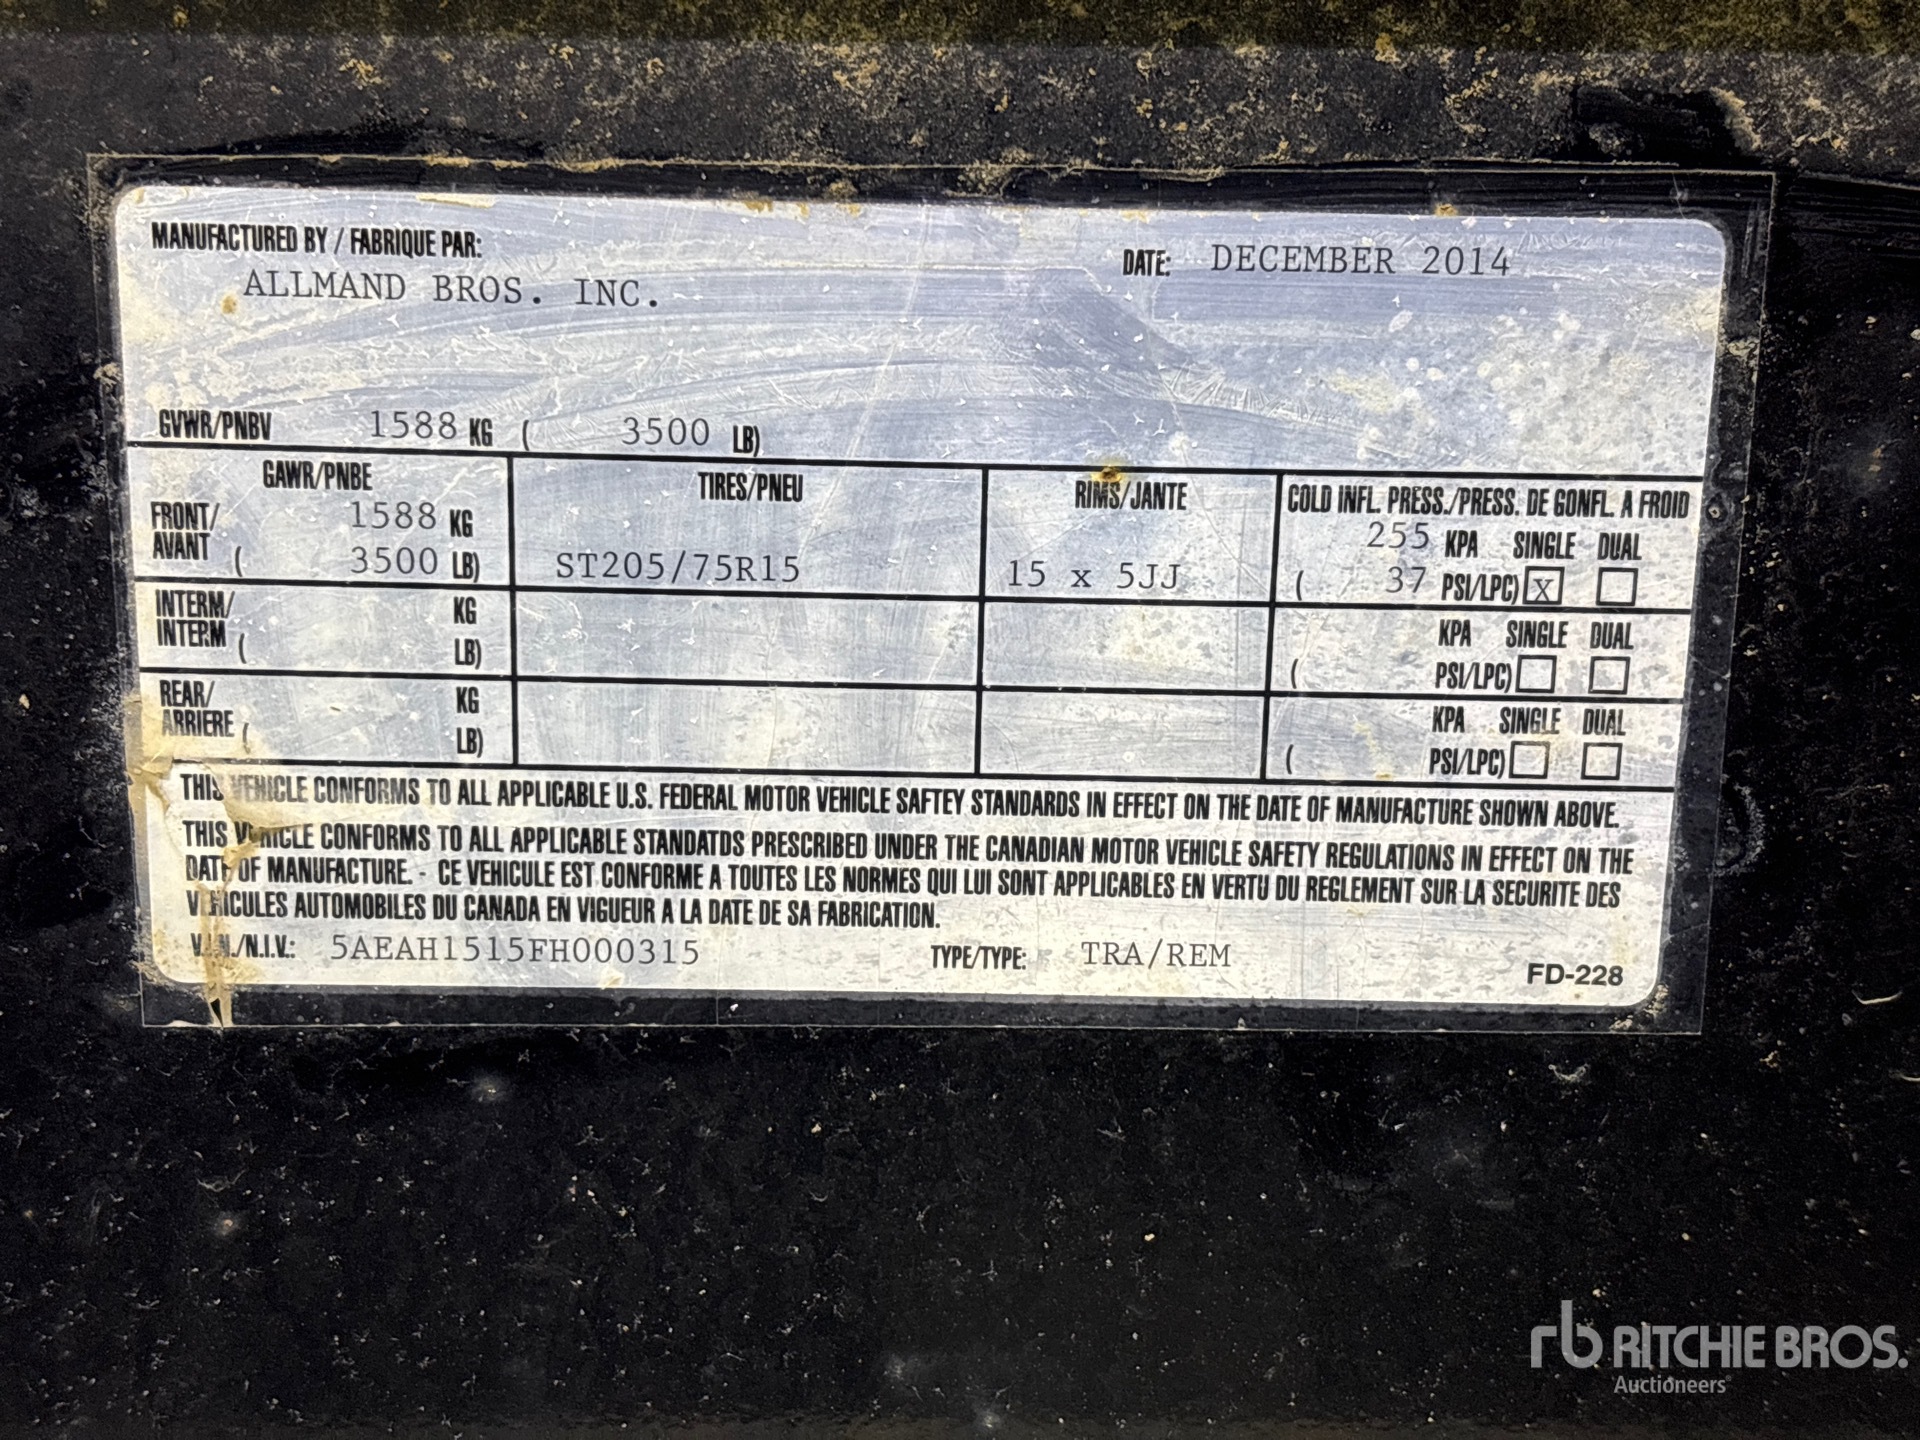 MANUFACTURED BY / FABRIQUE PAR:
ALLMAND BROS. INC.
DATE: DECEMBER 2014
GVWR/PNBV 1588 KG ( 3500 LB)
GAWR/PNBE TIRES/PNEU RIMS/JANTE COLD INFL. PRESS./PRESS. DE GONFL. A FROID
FRONT/ 1588 KG 255 KPA SINGLE DUAL
AVANT ( 3500 LB) ST205/75R15 15 x 5JJ ( 37 PSI/LPC) X
INTERM/ KG KPA SINGLE DUAL
INTERM ( LB) ( PSI/LPC)
REAR/ KG KPA SINGLE DUAL
ARRIERE ( LB) ( PSI/LPC)
THIS VEHICLE CONFORMS TO ALL APPLICABLE U.S. FEDERAL MOTOR VEHICLE SAFTEY STANDARDS IN EFFECT ON THE DATE OF MANUFACTURE SHOWN ABOVE.
THIS VEHICLE CONFORMS TO ALL APPLICABLE STANDATDS PRESCRIBED UNDER THE CANADIAN MOTOR VEHICLE SAFETY REGULATIONS IN EFFECT ON THE
DATE OF MANUFACTURE. - CE VEHICULE EST CONFORME A TOUTES LES NORMES QUI LUI SONT APPLICABLES EN VERTU DU REGLEMENT SUR LA SECURITE DES
VEHICULES AUTOMOBILES DU CANADA EN VIGUEUR A LA DATE DE SA FABRICATION.
V.I.N./N.I.V.: 5AEAH1515FH000315 TYPE/TYPE: TRA/REM
FD-228
rb RITCHIE BROS.
Auctioneers